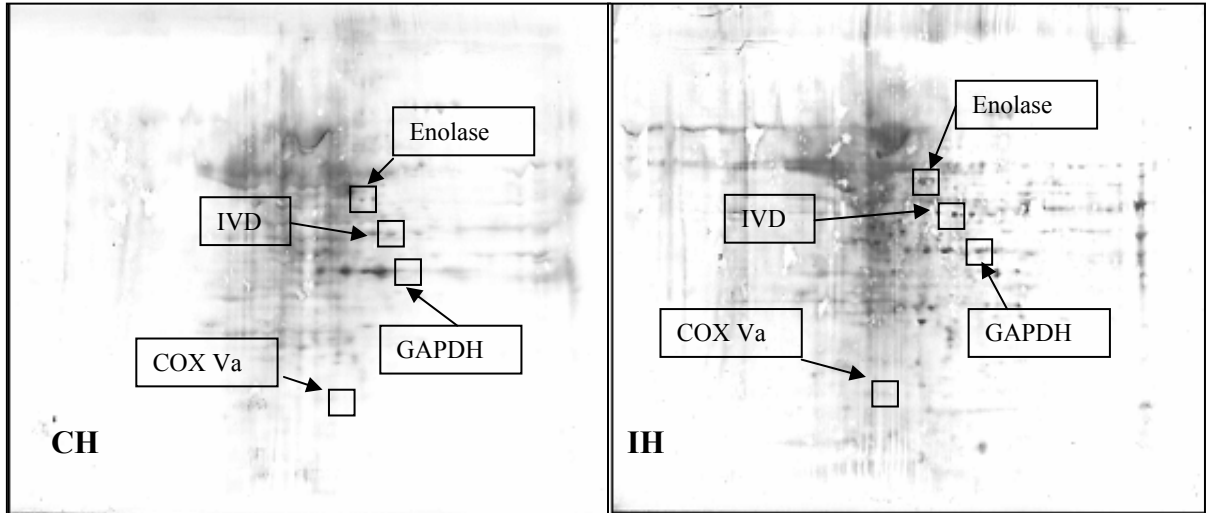 Enolase
IVD
GAPDH
COX Va
CH
Enolase
IVD
GAPDH
COX Va
IH